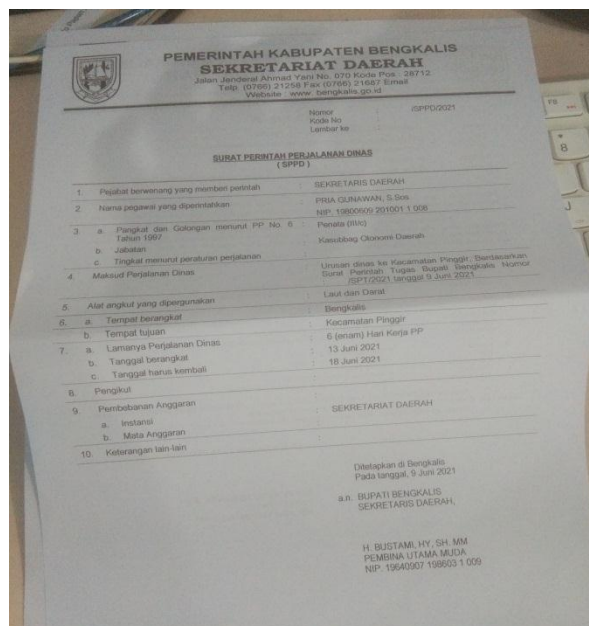 PEMERINTAH KABUPATEN BENGKALIS
SEKRETARIAT DAERAH
Jalan Jenderal Ahmad Yani No. 070 Kode Pos : 28712
Telp. (0766) 21256 Fax (0766) 21687 Email
Website : www. bengkalis.go.id
Nomor : /SPPD/2021
Kode No
Lembar ke
SURAT PERINTAH PERJALANAN DINAS
( SPPD )
1. Pejabat berwenang yang memberi perintah : SEKRETARIS DAERAH
2. Nama pegawai yang diperintahkan : PRIA GUNAWAN, S.Sos
NIP. 19800609 201001 1 008
3. a. Pangkat dan Golongan menurut PP No. 6 Tahun 1997 : Penata (III/c)
b. Jabatan : Kasubbag Otonomi Daerah
c. Tingkat menurut peraturan perjalanan
4. Maksud Perjalanan Dinas : Urusan dinas ke Kecamatan Pinggir, Berdasarkan
Surat Perintah Tugas Bupati Bengkalis Nomor
/SPT/2021 tanggal 9 Juni 2021
5. Alat angkut yang dipergunakan : Laut dan Darat
6. a. Tempat berangkat : Bengkalis
b. Tempat tujuan : Kecamatan Pinggir
7. a. Lamanya Perjalanan Dinas : 6 (enam) Hari Kerja PP
b. Tanggal berangkat : 13 Juni 2021
c. Tanggal harus kembali : 18 Juni 2021
8. Pengikut
9. Pembebanan Anggaran
a. Instansi : SEKRETARIAT DAERAH
b. Mata Anggaran
10. Keterangan lain-lain :
Ditetapkan di Bengkalis
Pada tanggal, 9 Juni 2021
a.n. BUPATI BENGKALIS
SEKRETARIS DAERAH,
H. BUSTAMI, HY, SH. MM
PEMBINA UTAMA MUDA
NIP. 19640907 198603 1 009
F8
*
8
U